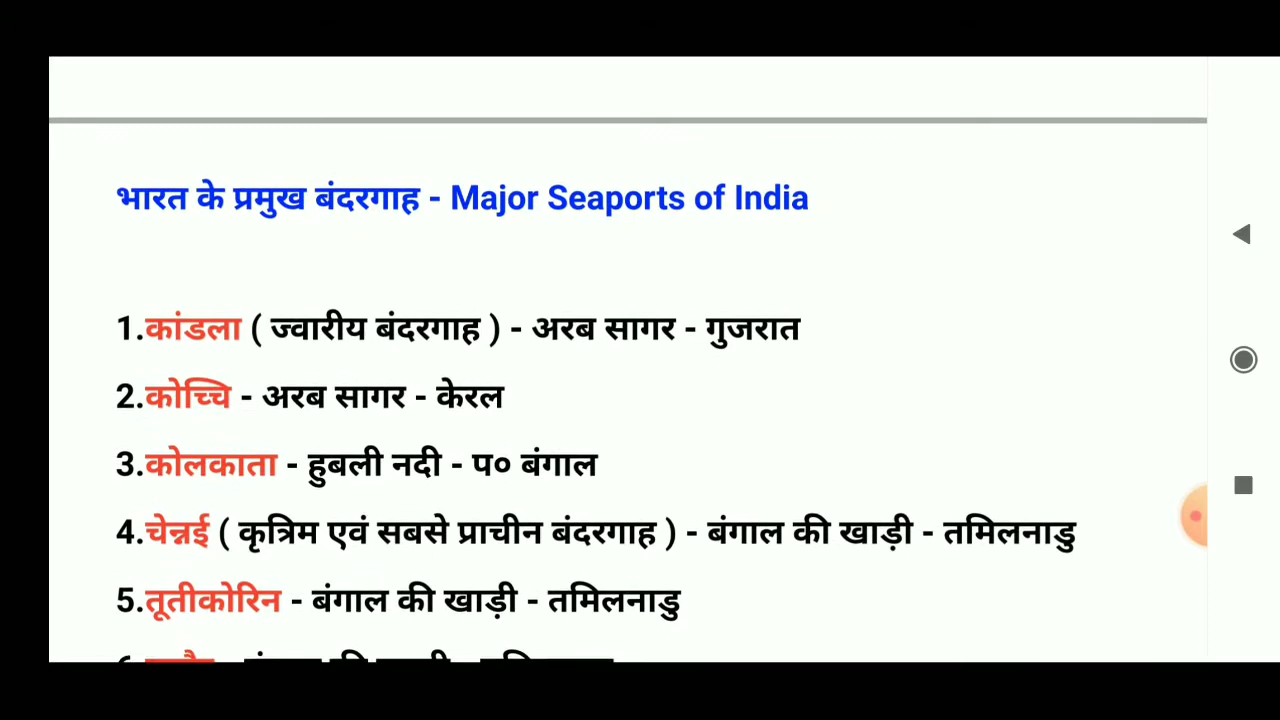 भारत के प्रमुख बंदरगाह - Major Seaports of India
1.कांडला ( ज्वारीय बंदरगाह ) - अरब सागर - गुजरात
2.कोच्चि - अरब सागर - केरल
3.कोलकाता - हुबली नदी - प० बंगाल
4.चेन्नई ( कृत्रिम एवं सबसे प्राचीन बंदरगाह ) - बंगाल की खाड़ी - तमिलनाडु
5.तूतीकोरिन - बंगाल की खाड़ी - तमिलनाडु